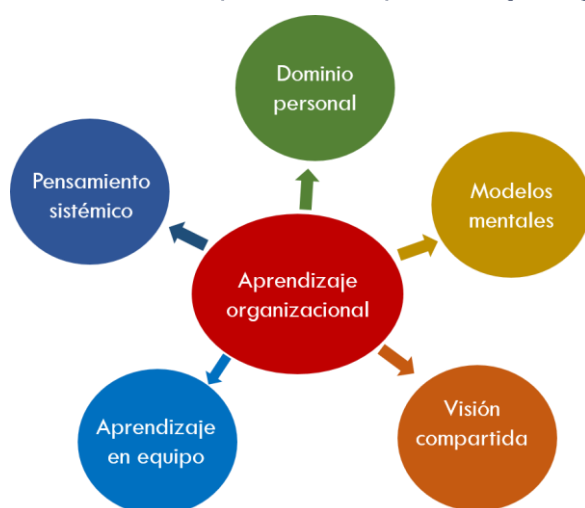 Dominio
personal
Pensamiento
sistémico
Modelos
mentales
Aprendizaje
organizacional
Aprendizaje
en equipo
Visión
compartida